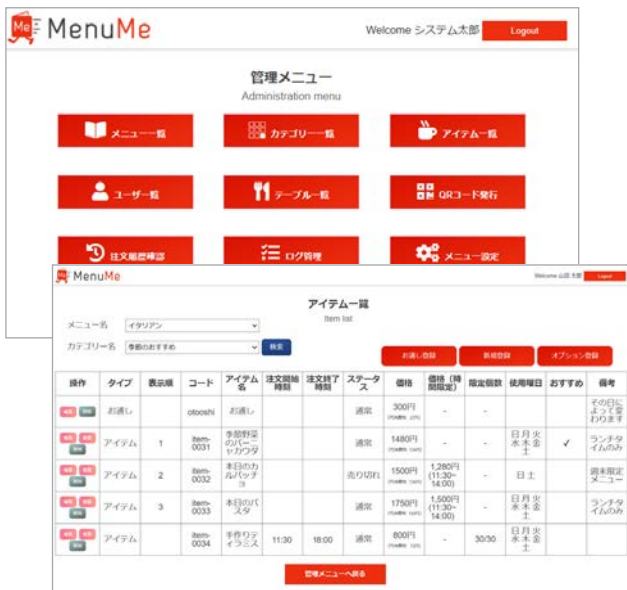 Me MenuMe
Welcome システム太郎 Logout
管理メニュー
Administration menu
メニュー一覧 カテゴリー一覧 アイテム一覧
ユーザ一覧 テーブル一覧 QRコード発行
注文履歴確認 ログ管理 メニュー設定
Me MenuMe
Welcome 山田 太郎 Logout
アイテム一覧
Item list
メニュー名 イタリアン
カテゴリー名 季節のおすすめ 検索
お通し登録 新規登録 オプション登録
操作 タイプ 表示順 コード アイテム名 注文開始時刻 注文終了時刻 ステータス 価格 価格（時間限定） 限定個数 使用曜日 おすすめ 備考
お通し otooshi お通し 通常 300円 - - その日によって変わります
アイテム 1 item-0031 季節野菜のバーニャカウダ 通常 1480円 - - 日月火水木金土 ✓ ランチタイムのみ
アイテム 2 item-0032 本日のカルパッチョ 売り切れ 1500円 1,280円(11:30~14:00) - 日土 週末限定メニュー
アイテム 3 item-0033 本日のパスタ 通常 1750円 1,500円(11:30~14:00) - 日月火水木金土 ランチタイムのみ
アイテム item-0034 手作りティラミス 11:30 18:00 通常 800円 - 30/30 日月火水木金土
管理メニューへ戻る